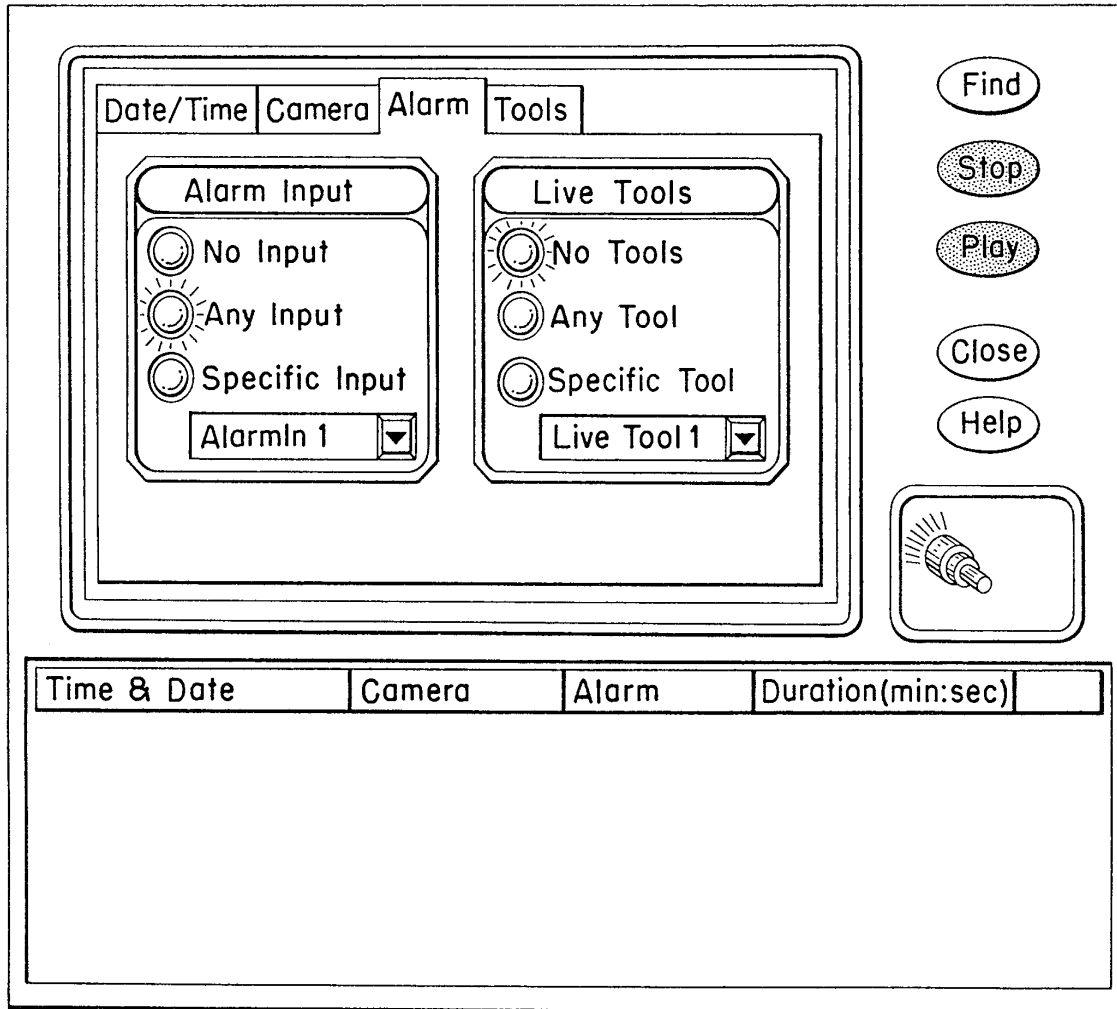 Date/Time Camera Alarm Tools
Alarm Input
No Input
Any Input
Specific Input
AlarmIn 1
Live Tools
No Tools
Any Tool
Specific Tool
Live Tool 1
Find
Stop
Play
Close
Help
Time & Date Camera Alarm Duration(min:sec)